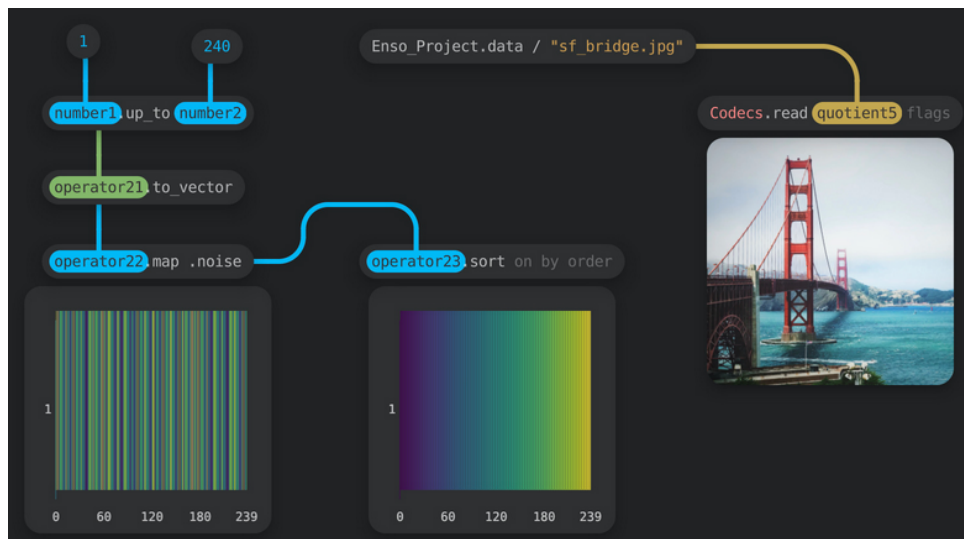 1
240
number1.up_to number2
operator21.to_vector
operator22.map .noise
1
0 60 120 180 239
Enso_Project.data / "sf_bridge.jpg"
operator23.sort on by order
1
0 60 120 180 239
Codecs.read quotient5 flags